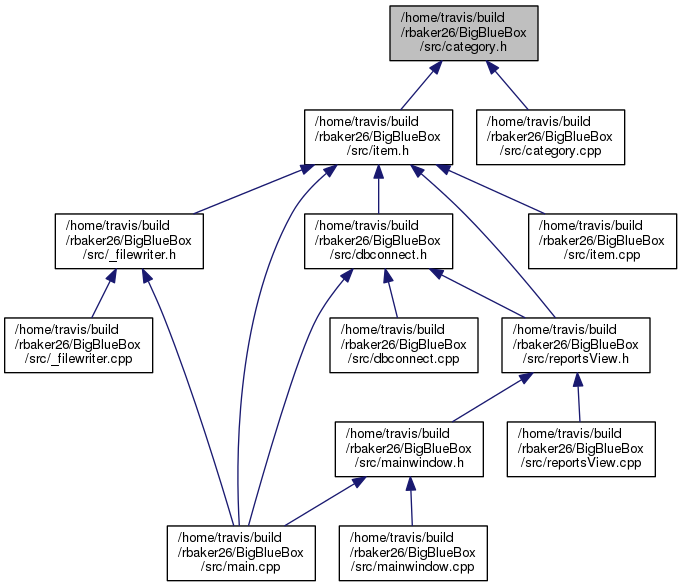 /home/travis/build
/rbaker26/BigBlueBox
/src/category.h
/home/travis/build
/rbaker26/BigBlueBox
/src/item.h
/home/travis/build
/rbaker26/BigBlueBox
/src/category.cpp
/home/travis/build
/rbaker26/BigBlueBox
/src/_filewriter.h
/home/travis/build
/rbaker26/BigBlueBox
/src/dbconnect.h
/home/travis/build
/rbaker26/BigBlueBox
/src/item.cpp
/home/travis/build
/rbaker26/BigBlueBox
/src/_filewriter.cpp
/home/travis/build
/rbaker26/BigBlueBox
/src/dbconnect.cpp
/home/travis/build
/rbaker26/BigBlueBox
/src/reportsView.h
/home/travis/build
/rbaker26/BigBlueBox
/src/mainwindow.h
/home/travis/build
/rbaker26/BigBlueBox
/src/reportsView.cpp
/home/travis/build
/rbaker26/BigBlueBox
/src/main.cpp
/home/travis/build
/rbaker26/BigBlueBox
/src/mainwindow.cpp